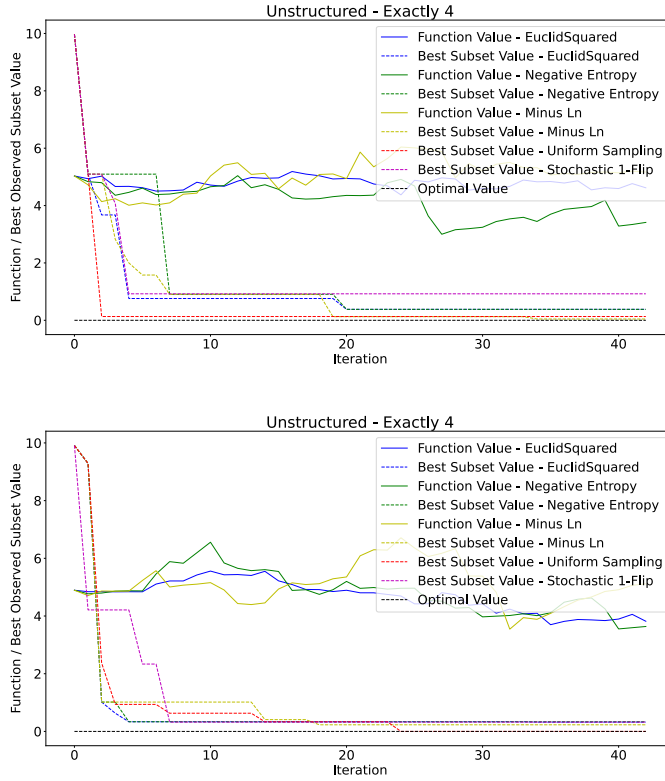 Unstructured - Exactly 4
Function / Best Observed Subset Value
10
8
6
4
2
0
Function Value - EuclidSquared
Best Subset Value - EuclidSquared
Function Value - Negative Entropy
Best Subset Value - Negative Entropy
Function Value - Minus Ln
Best Subset Value - Minus Ln
Best Subset Value - Uniform Sampling
Best Subset Value - Stochastic 1-Flip
Optimal Value
0 10 20 30 40
Iteration
Unstructured - Exactly 4
Function / Best Observed Subset Value
10
8
6
4
2
0
Function Value - EuclidSquared
Best Subset Value - EuclidSquared
Function Value - Negative Entropy
Best Subset Value - Negative Entropy
Function Value - Minus Ln
Best Subset Value - Minus Ln
Best Subset Value - Uniform Sampling
Best Subset Value - Stochastic 1-Flip
Optimal Value
0 10 20 30 40
Iteration